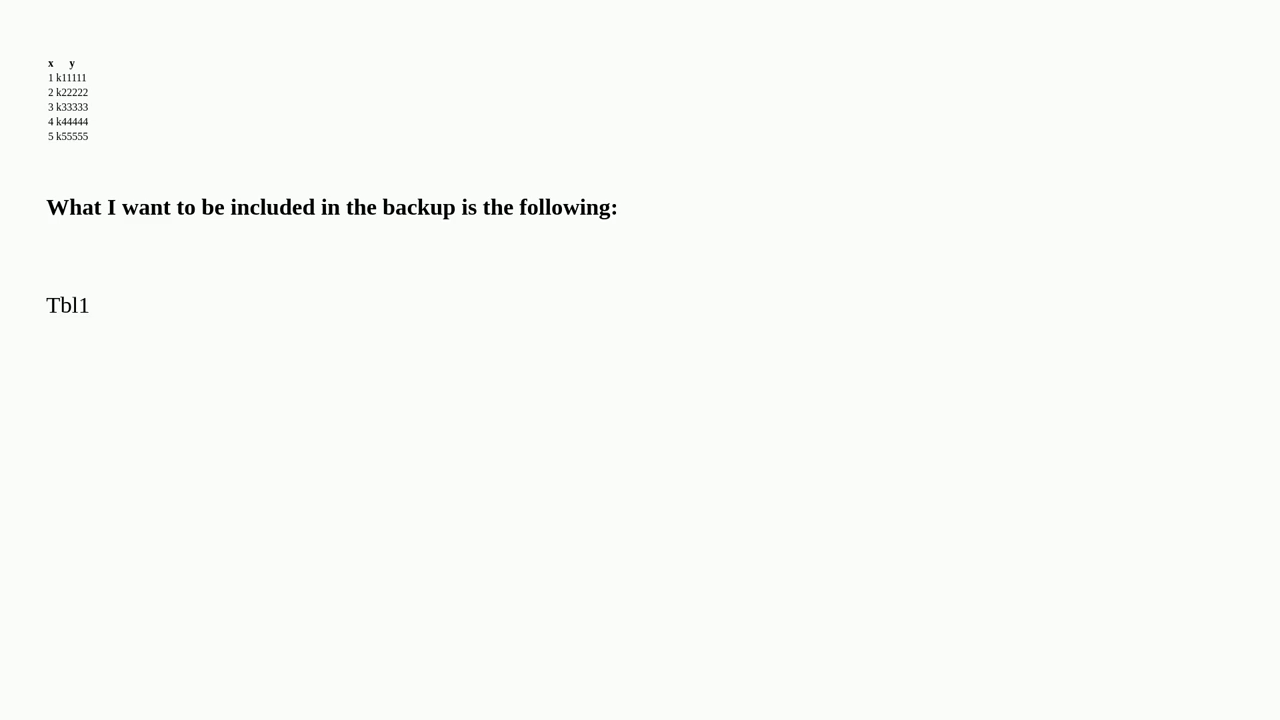 x y
1 k11111
2 k22222
3 k33333
4 k44444
5 k55555
What I want to be included in the backup is the following:
Tbl1